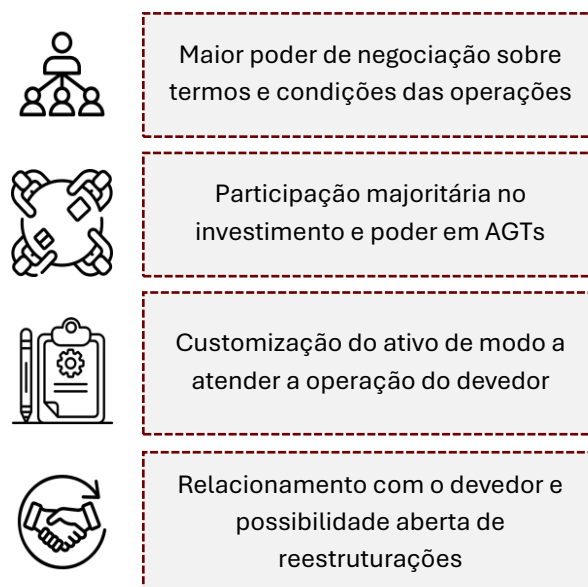 Maior poder de negociação sobre
termos e condições das operações
Participação majoritária no
investimento e poder em AGTs
Customização do ativo de modo a
atender a operação do devedor
Relacionamento com o devedor e
possibilidade aberta de
reestruturações